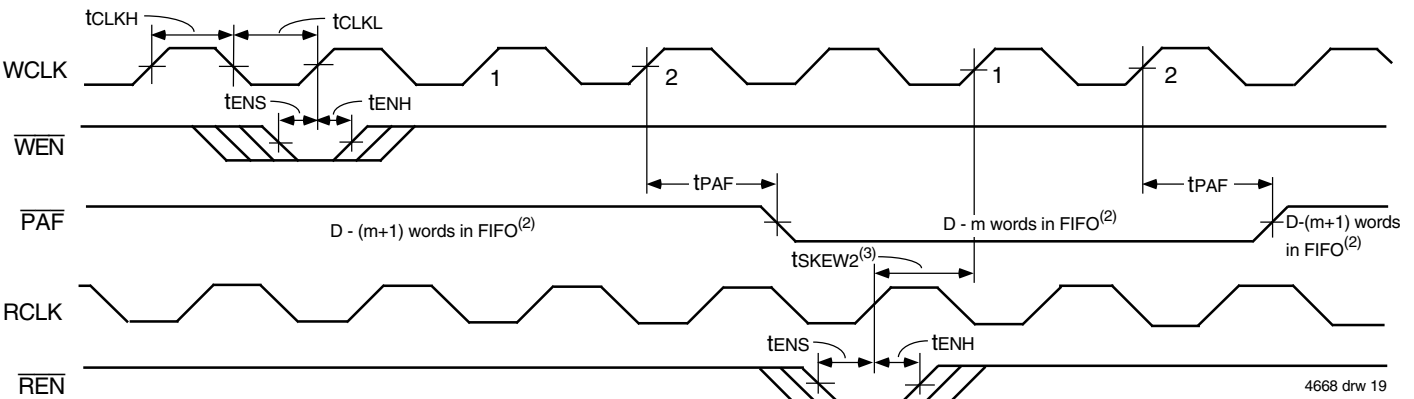 tCLKH
tCLKL
WCLK
1
2
1
2
tENS
tENH
WEN
tPAF
tPAF
PAF
D - (m+1) words in FIFO(2)
D - m words in FIFO(2)
D-(m+1) words
in FIFO(2)
tSKEW2(3)
RCLK
tENS
tENH
REN
4668 drw 19